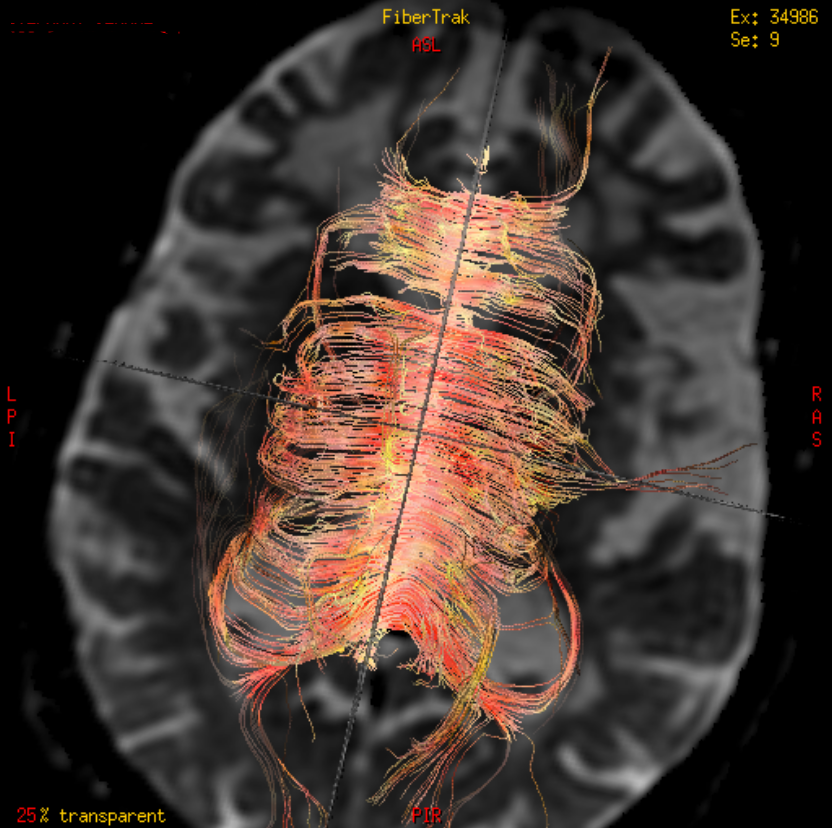 FiberTrak
Ex: 34986
Se: 9
ASL
L
P
I
R
A
S
25% transparent
PIR